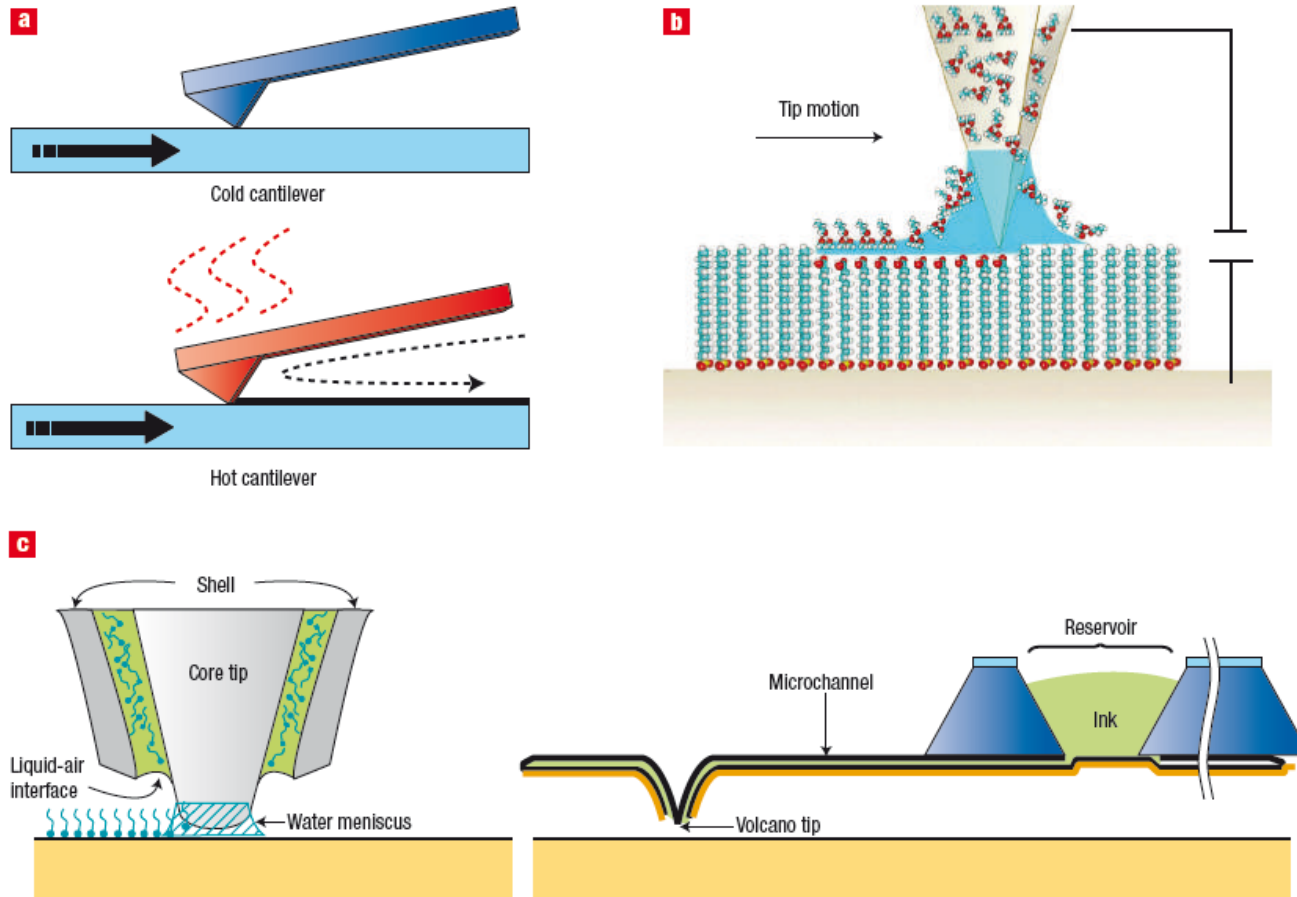 a
Cold cantilever
Hot cantilever
b
Tip motion
c
Shell
Core tip
Liquid-air
interface
Water meniscus
Reservoir
Microchannel
Ink
Volcano tip